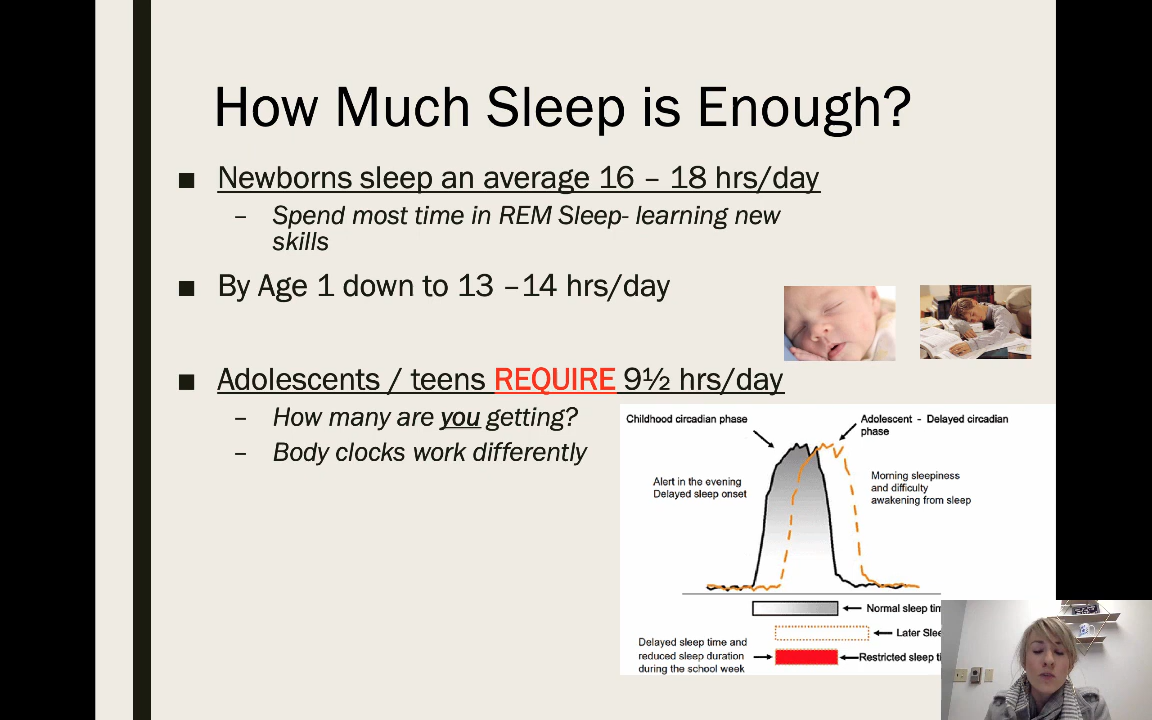 How Much Sleep is Enough?
■ Newborns sleep an average 16 – 18 hrs/day
– Spend most time in REM Sleep- learning new
skills
■ By Age 1 down to 13 –14 hrs/day
■ Adolescents / teens REQUIRE 9½ hrs/day
– How many are you getting?
– Body clocks work differently
Childhood circadian phase
Adolescent - Delayed circadian
phase
Alert in the evening
Delayed sleep onset
Morning sleepiness
and difficulty
awakening from sleep
Normal sleep
Later
Delayed sleep time and
reduced sleep duration
during the school week
Restricted sleep